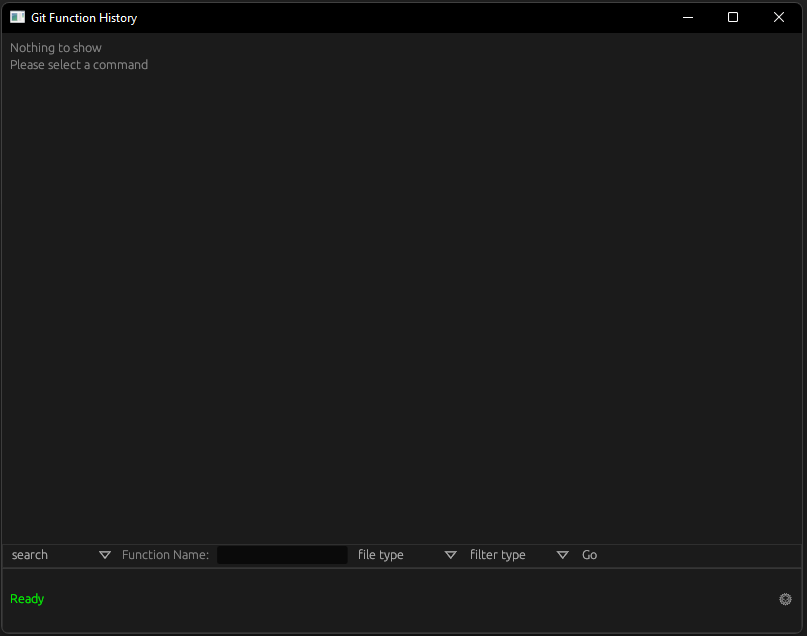 Git Function History
Nothing to show
Please select a command
search Function Name: file type filter type Go
Ready